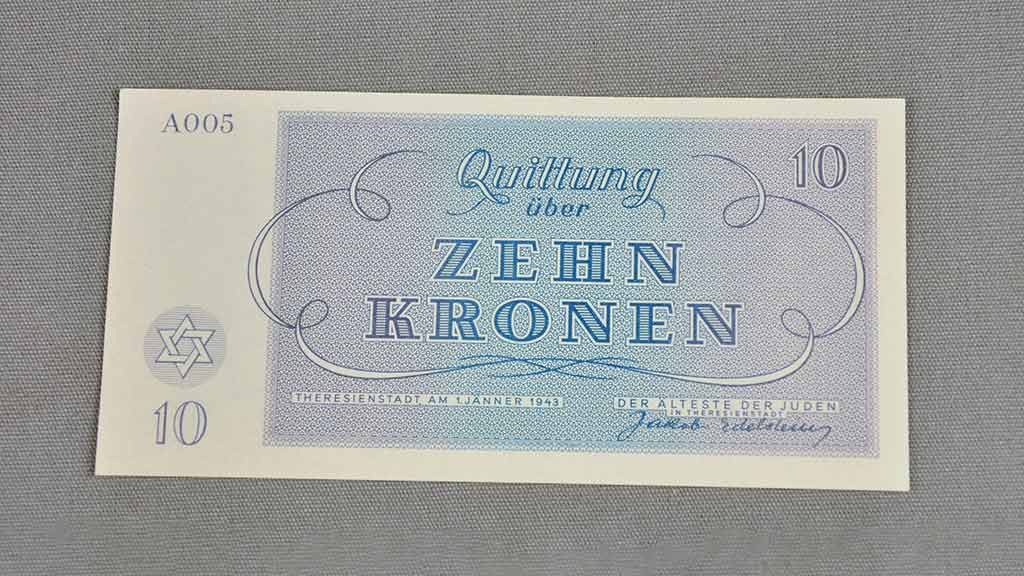 A005
10
Quittung
über
ZEHN
KRONEN
THERESIENSTADT AM 1. JÄNNER 1943
DER ÄLTESTE DER JUDEN
IN THERESIENSTADT
Jakob Edelstein
10